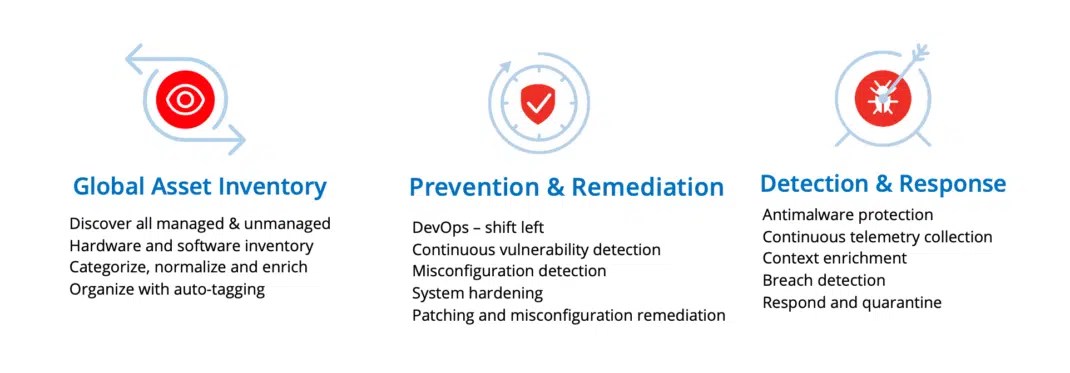 Global Asset Inventory
Discover all managed & unmanaged
Hardware and software inventory
Categorize, normalize and enrich
Organize with auto-tagging
Prevention & Remediation
DevOps – shift left
Continuous vulnerability detection
Misconfiguration detection
System hardening
Patching and misconfiguration remediation
Detection & Response
Antimalware protection
Continuous telemetry collection
Context enrichment
Breach detection
Respond and quarantine